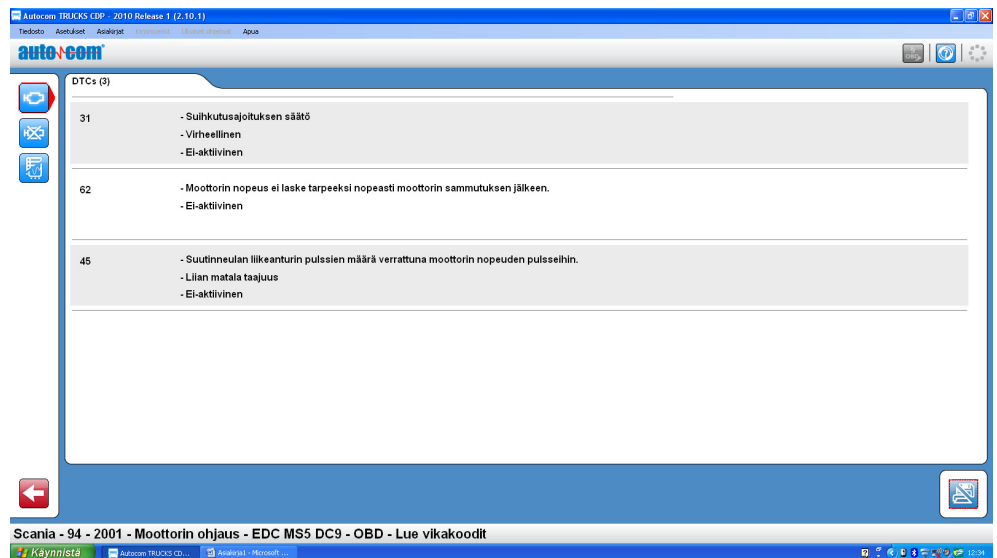 Autocom TRUCKS CDP - 2010 Release 1 (2.10.1)
Tiedosto Asetukset Asiakirjat Apua
auto com
DTCs (3)
31 - Suihkutusajoituksen säätö
- Virheellinen
- Ei-aktiivinen
62 - Moottorin nopeus ei laske tarpeeksi nopeasti moottorin sammutuksen jälkeen.
- Ei-aktiivinen
45 - Suutinneulan liikeanturin pulssien määrä verrattuna moottorin nopeuden pulsseihin.
- Liian matala taajuus
- Ei-aktiivinen
Scania - 94 - 2001 - Moottorin ohjaus - EDC MS5 DC9 - OBD - Lue vikakoodit
Käynnistä Autocom TRUCKS CD... Asiakirja1 - Microsoft ... 12:34